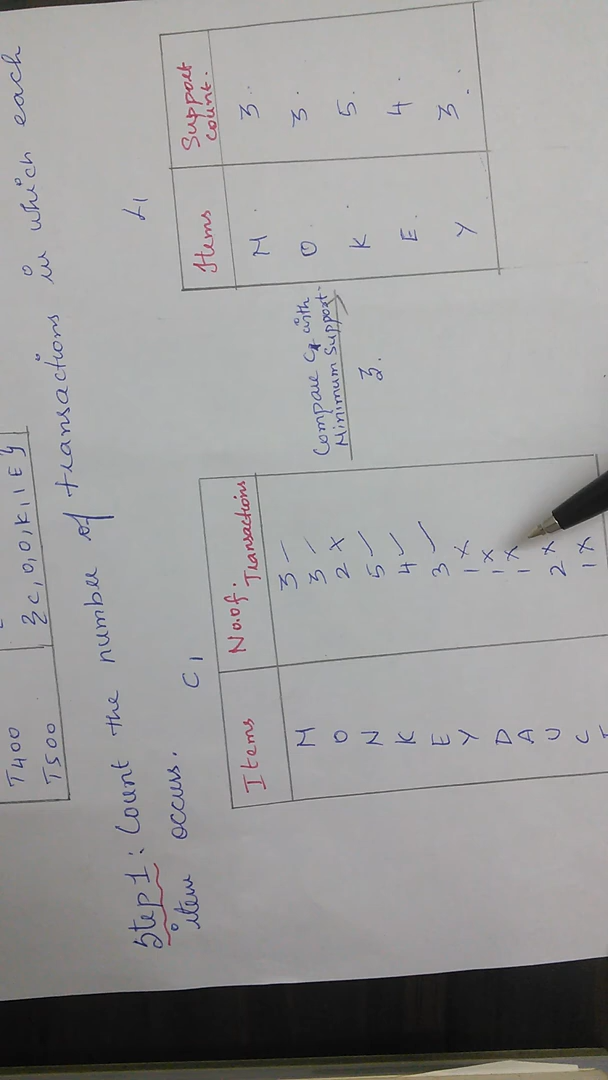 T400
T500 {C, O, O, K, I E}
Step 1: Count the number of transactions in which each
item occurs.
C1
Items No. of. Transactions
M 3
O 3
N 2 x
K 5 ✓
E 4 ✓
Y 3 ✓
D 1 x
A 1 x
U 1 x
C 2 x
1 x
Compare C1 with
Minimum Support.
3.
L1
Items Support count.
M 3
O 3
K 5
E 4
Y 3